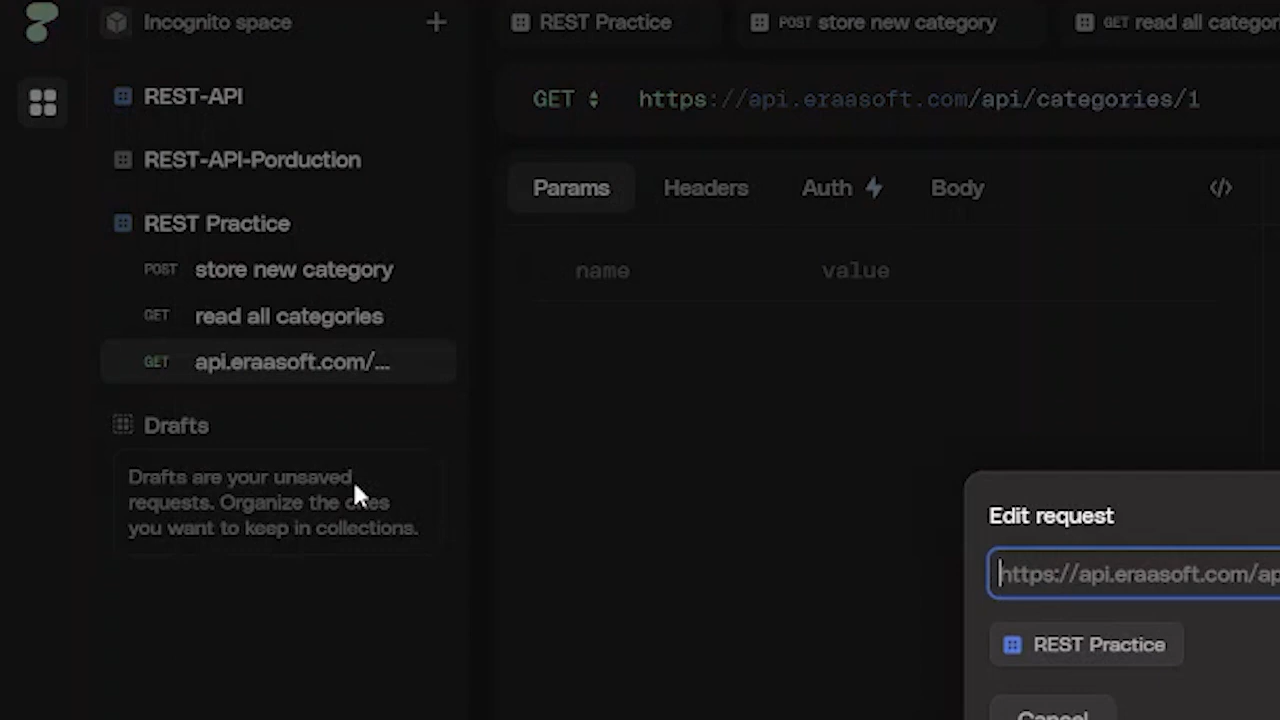 Incognito space
REST-API
REST-API-Porduction
REST Practice
POST store new category
GET read all categories
GET api.eraasoft.com/...
Drafts
Drafts are your unsaved
requests. Organize the ones
you want to keep in collections.
REST Practice
POST store new category
GET read all categor
GET https://api.eraasoft.com/api/categories/1
Params Headers Auth Body </>
name value
Edit request
https://api.eraasoft.com/ap
REST Practice
Cancel